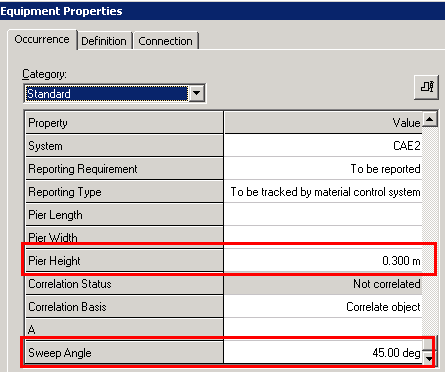 Equipment Properties
Occurrence Definition Connection
Category:
Standard
Property Value
System CAE2
Reporting Requirement To be reported
Reporting Type To be tracked by material control system
Pier Length
Pier Width
Pier Height 0.300 m
Correlation Status Not correlated
Correlation Basis Correlate object
A
Sweep Angle 45.00 deg